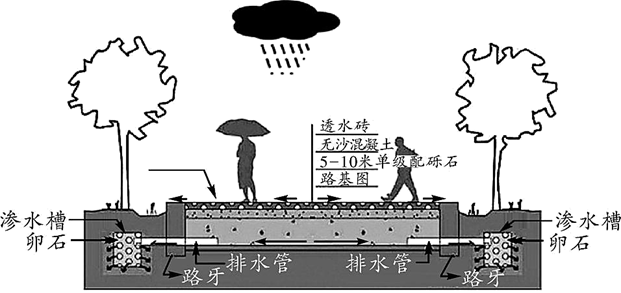 透水砖
无沙混凝土
5-10米单级配砾石
路基图
渗水槽
卵石
渗水槽
卵石
排水管
排水管
路牙
路牙